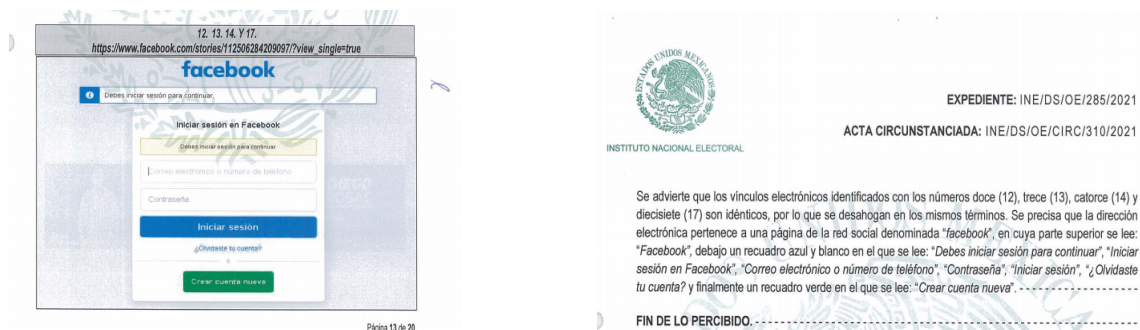 12. 13. 14. Y 17.
https://www.facebook.com/stories/112506284209097/?view_single=true
facebook
Debes iniciar sesión para continuar.
Iniciar sesión en Facebook
Debes iniciar sesión para continuar.
Correo electrónico o número de teléfono
Contraseña
Iniciar sesión
¿Olvidaste tu cuenta?
o
Crear cuenta nueva
Página 13 de 20
ESTADOS UNIDOS MEXICANOS
INSTITUTO NACIONAL ELECTORAL
EXPEDIENTE: INE/DS/OE/285/2021
ACTA CIRCUNSTANCIADA: INE/DS/OE/CIRC/310/2021
Se advierte que los vínculos electrónicos identificados con los números doce (12), trece (13), catorce (14) y
diecisiete (17) son idénticos, por lo que se desahogan en los mismos términos. Se precisa que la dirección
electrónica pertenece a una página de la red social denominada “facebook”, en cuya parte superior se lee:
“Facebook”, debajo un recuadro azul y blanco en el que se lee: “Debes iniciar sesión para continuar”, “Iniciar
sesión en Facebook”, “Correo electrónico o número de teléfono”, “Contraseña”, “Iniciar sesión”, “¿Olvidaste
tu cuenta? y finalmente un recuadro verde en el que se lee: “Crear cuenta nueva”.
FIN DE LO PERCIBIDO.